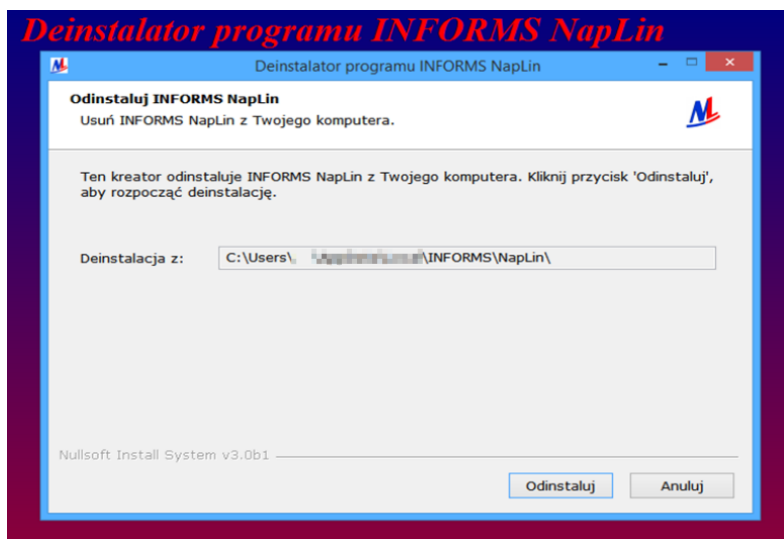 Deinstalator programu INFORMS NapLin
Deinstalator programu INFORMS NapLin
Odinstaluj INFORMS NapLin
Usuń INFORMS NapLin z Twojego komputera.
Ten kreator odinstaluje INFORMS NapLin z Twojego komputera. Kliknij przycisk 'Odinstaluj',
aby rozpocząć deinstalację.
Deinstalacja z: C:\Users\ \INFORMS\NapLin\
Nullsoft Install System v3.0b1
Odinstaluj Anuluj